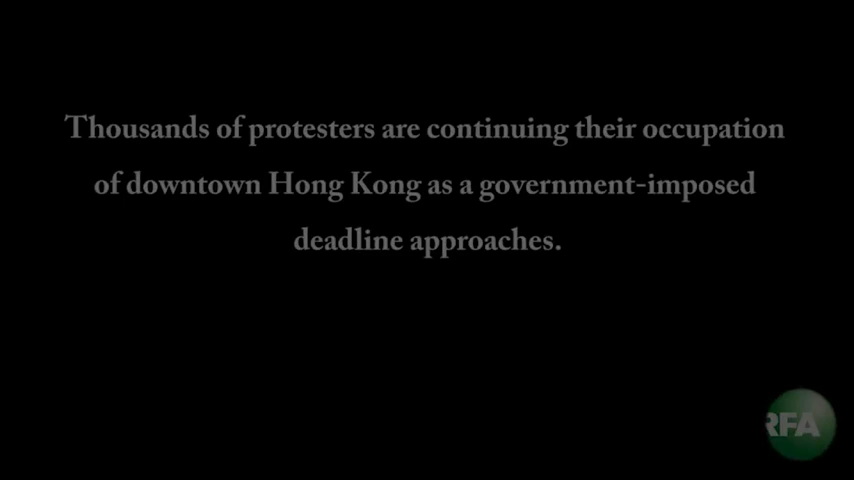 Thousands of protesters are continuing their occupation
of downtown Hong Kong as a government-imposed
deadline approaches.
RFA